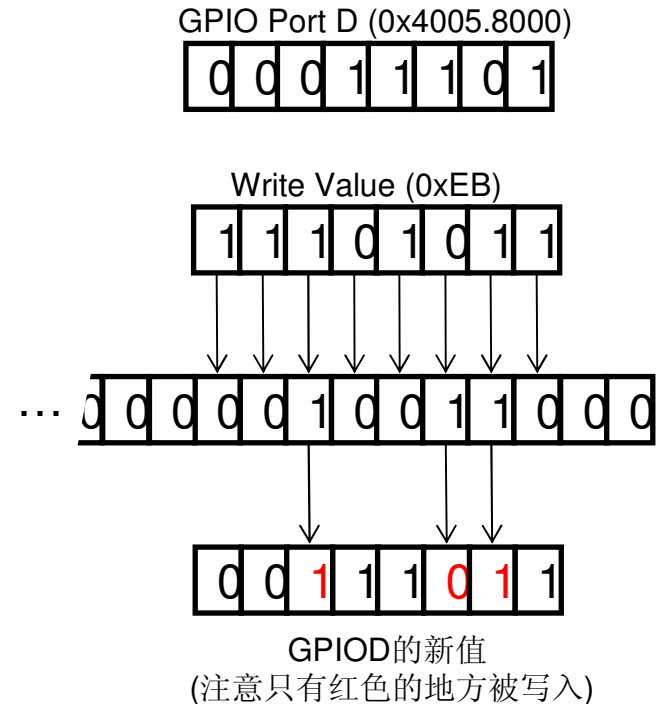 GPIO Port D (0x4005.8000)
0 0 0 1 1 1 0 1
Write Value (0xEB)
1 1 1 0 1 0 1 1
... 0 0 0 0 0 1 0 0 1 1 0 0 0
0 0 1 1 1 0 1 1
GPIOD的新值
(注意只有红色的地方被写入)